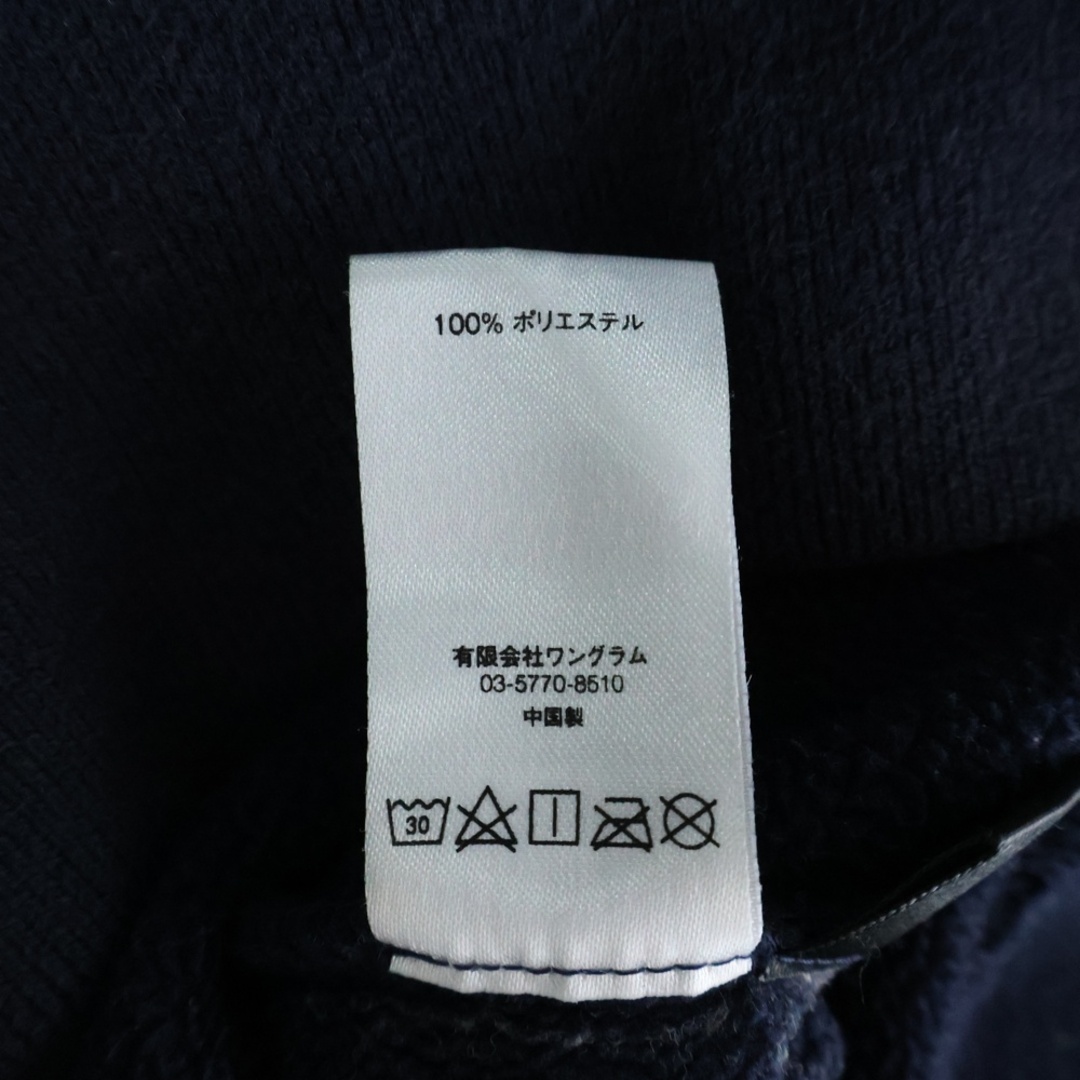 100% ポリエステル
有限会社ワングラム
03-5770-8510
中国製
30